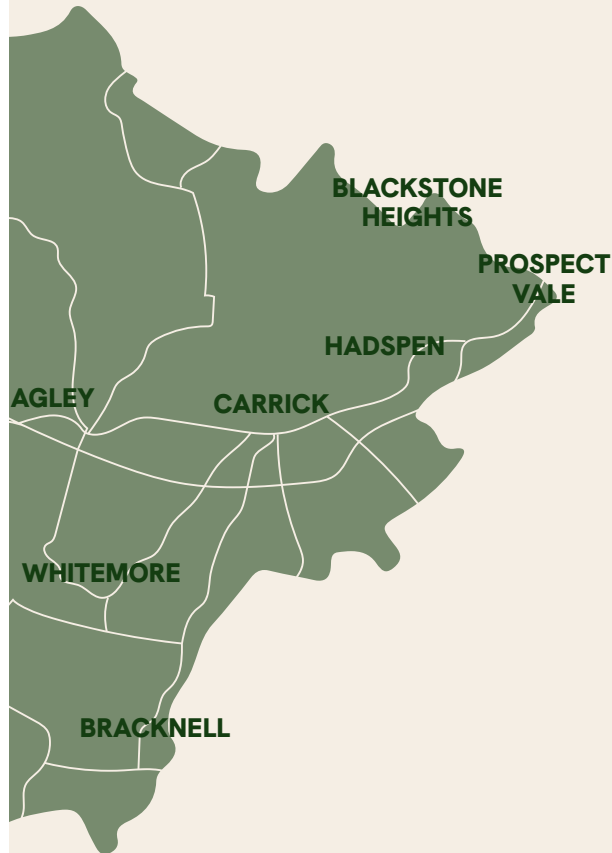 BLACKSTONE
HEIGHTS
PROSPECT
VALE
HADSPEN
AGLEY
CARRICK
WHITEMORE
BRACKNELL